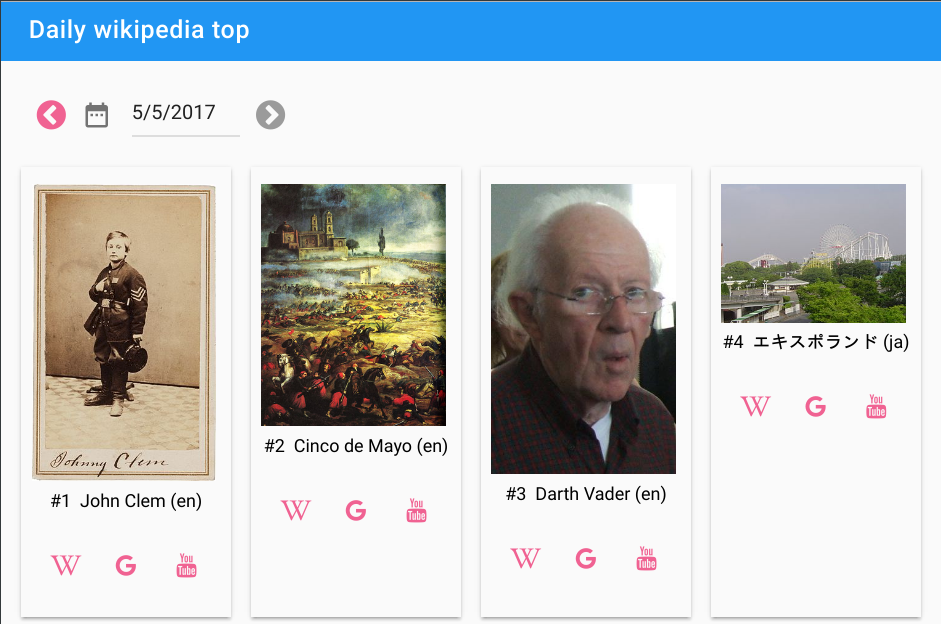 Daily wikipedia top
5/5/2017
Johnny Clem
#1 John Clem (en)
W G You Tube
#2 Cinco de Mayo (en)
W G You Tube
#3 Darth Vader (en)
W G You Tube
#4 エキスポランド (ja)
W G You Tube